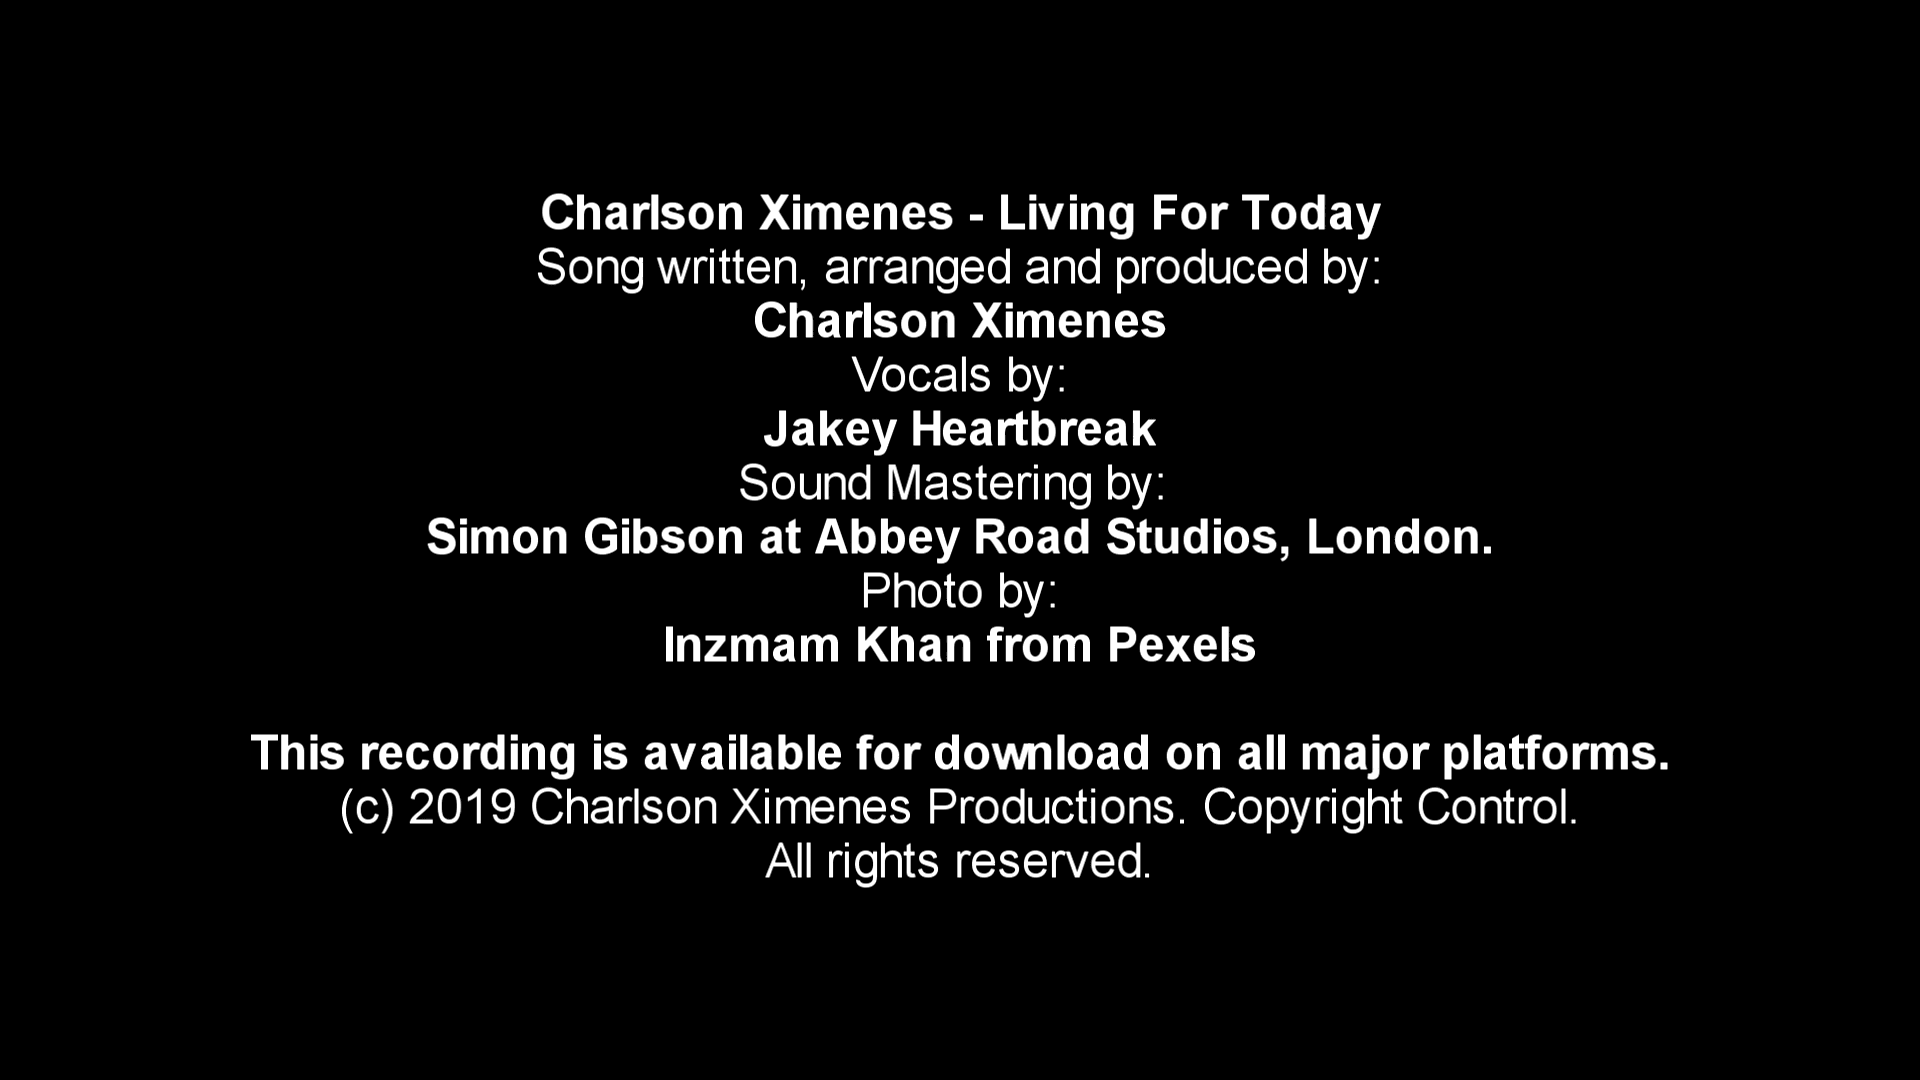 Charlson Ximenes - Living For Today
Song written, arranged and produced by:
Charlson Ximenes
Vocals by:
Jakey Heartbreak
Sound Mastering by:
Simon Gibson at Abbey Road Studios, London.
Photo by:
Inzmam Khan from Pexels
This recording is available for download on all major platforms.
(c) 2019 Charlson Ximenes Productions. Copyright Control.
All rights reserved.